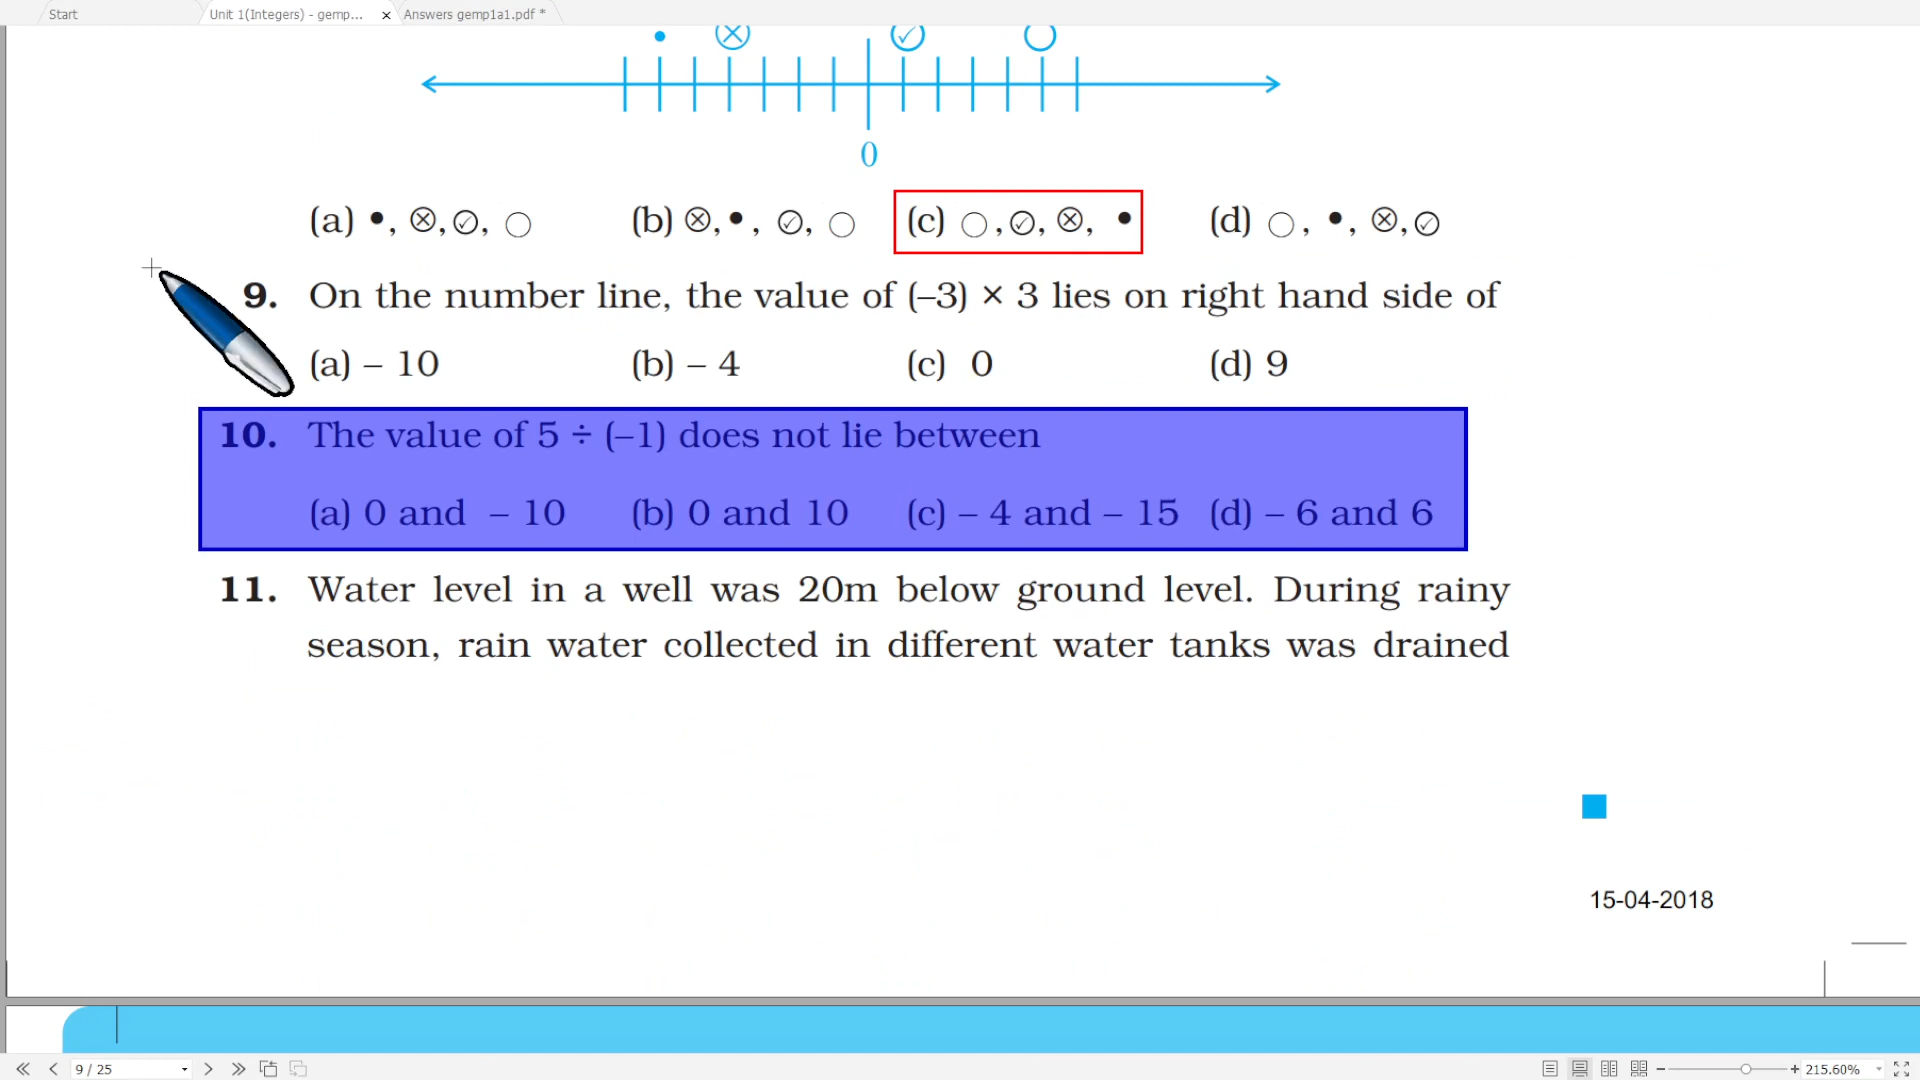 Start
Unit 1(Integers) - gemp...
Answers gemp1a1.pdf *
0
(a) •, ⊗, ✓, ○ (b) ⊗, •, ✓, ○ (c) ○, ✓, ⊗, • (d) ○, •, ⊗, ✓
9. On the number line, the value of (–3) × 3 lies on right hand side of
(a) – 10 (b) – 4 (c) 0 (d) 9
10. The value of 5 ÷ (–1) does not lie between
(a) 0 and – 10 (b) 0 and 10 (c) – 4 and – 15 (d) – 6 and 6
11. Water level in a well was 20m below ground level. During rainy
season, rain water collected in different water tanks was drained
15-04-2018
9 / 25
215.60%